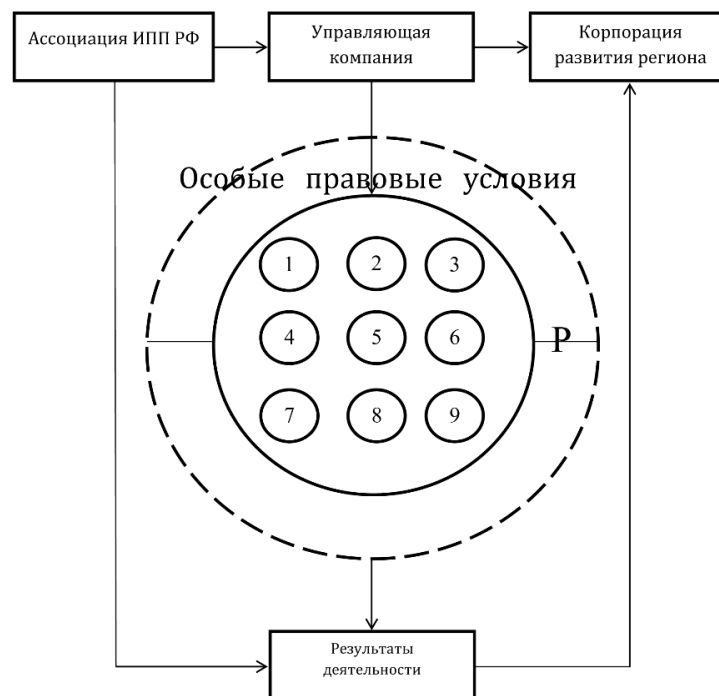 Ассоциация ИПП РФ
Управляющая
компания
Корпорация
развития региона
Особые правовые условия
1 2 3
4 5 6
Р
7 8 9
Результаты
деятельности